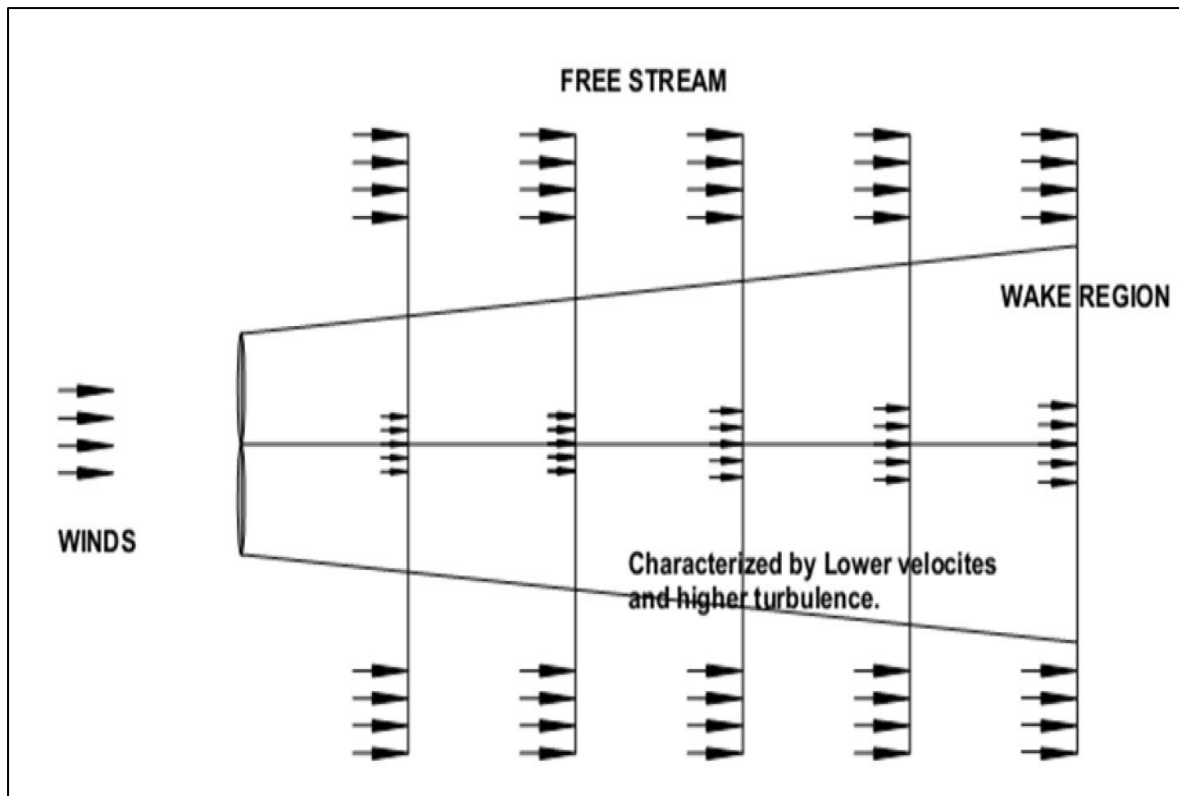 FREE STREAM
WAKE REGION
WINDS
Characterized by Lower velocites
and higher turbulence.